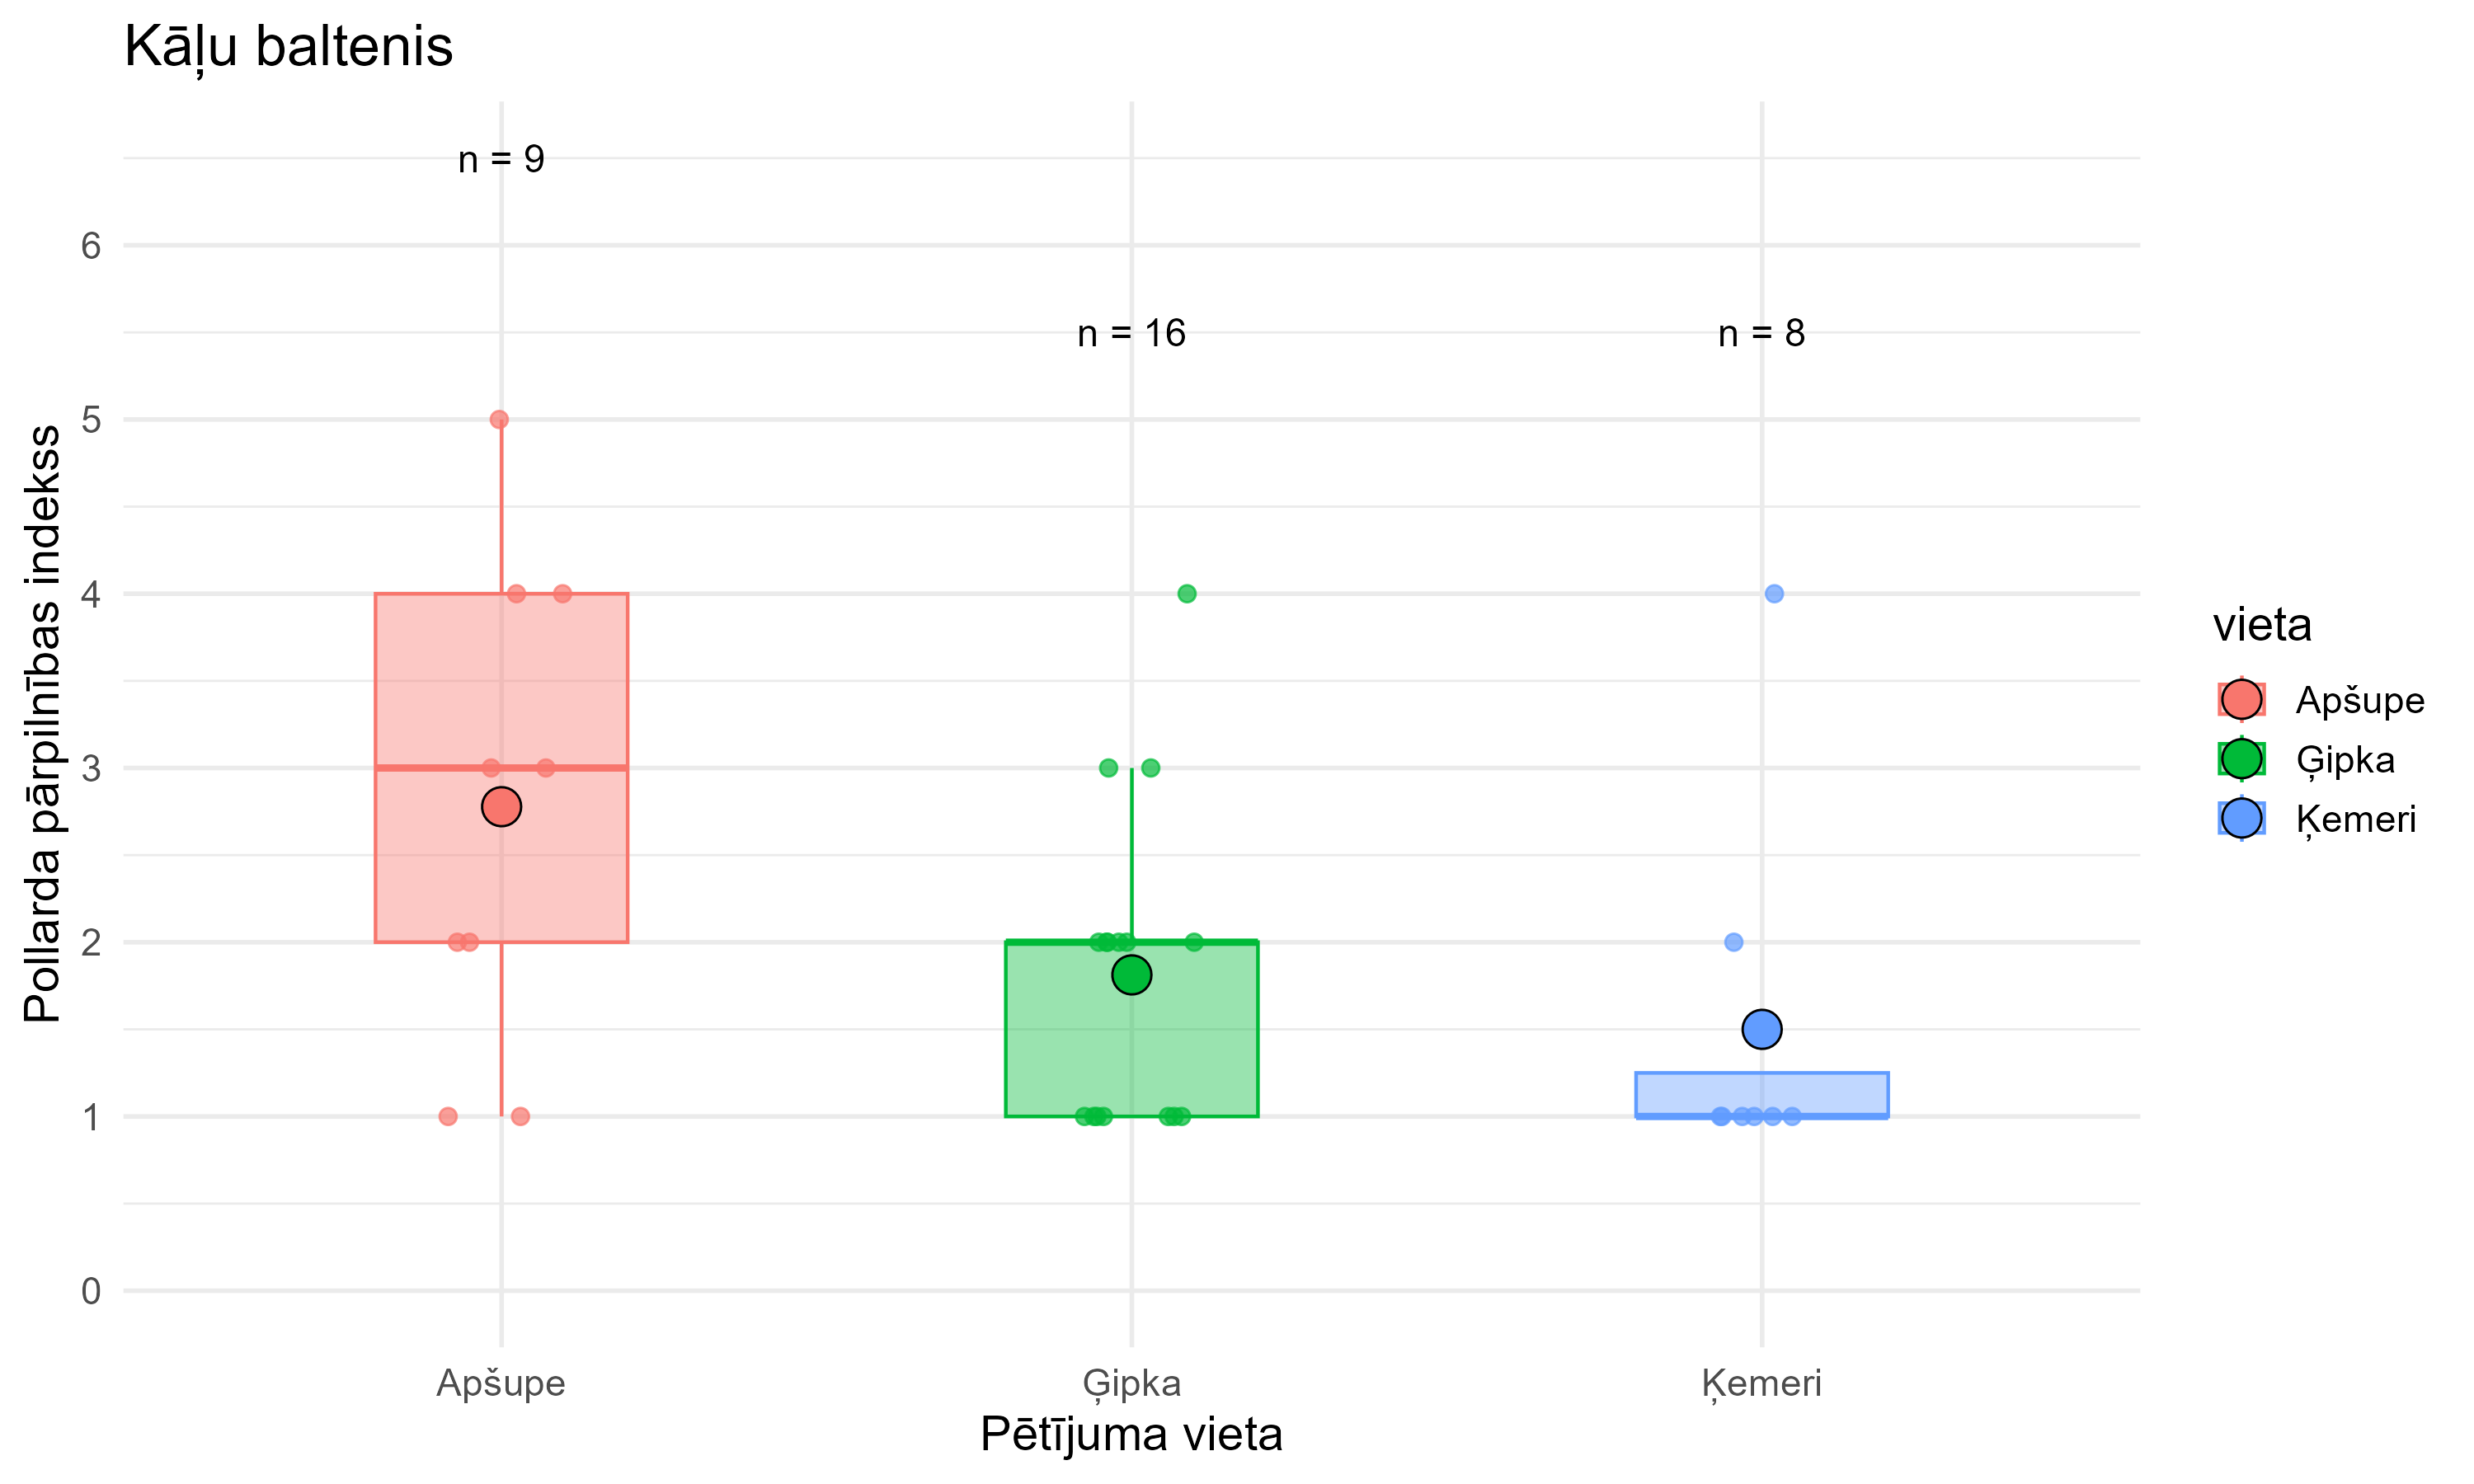 Kāļu baltenis
n = 9
n = 16
n = 8
6
5
4
3
2
1
0
Pollarda pārpilnības indekss
Apšupe
Ģipka
Ķemeri
Pētījuma vieta
vieta
Apšupe
Ģipka
Ķemeri